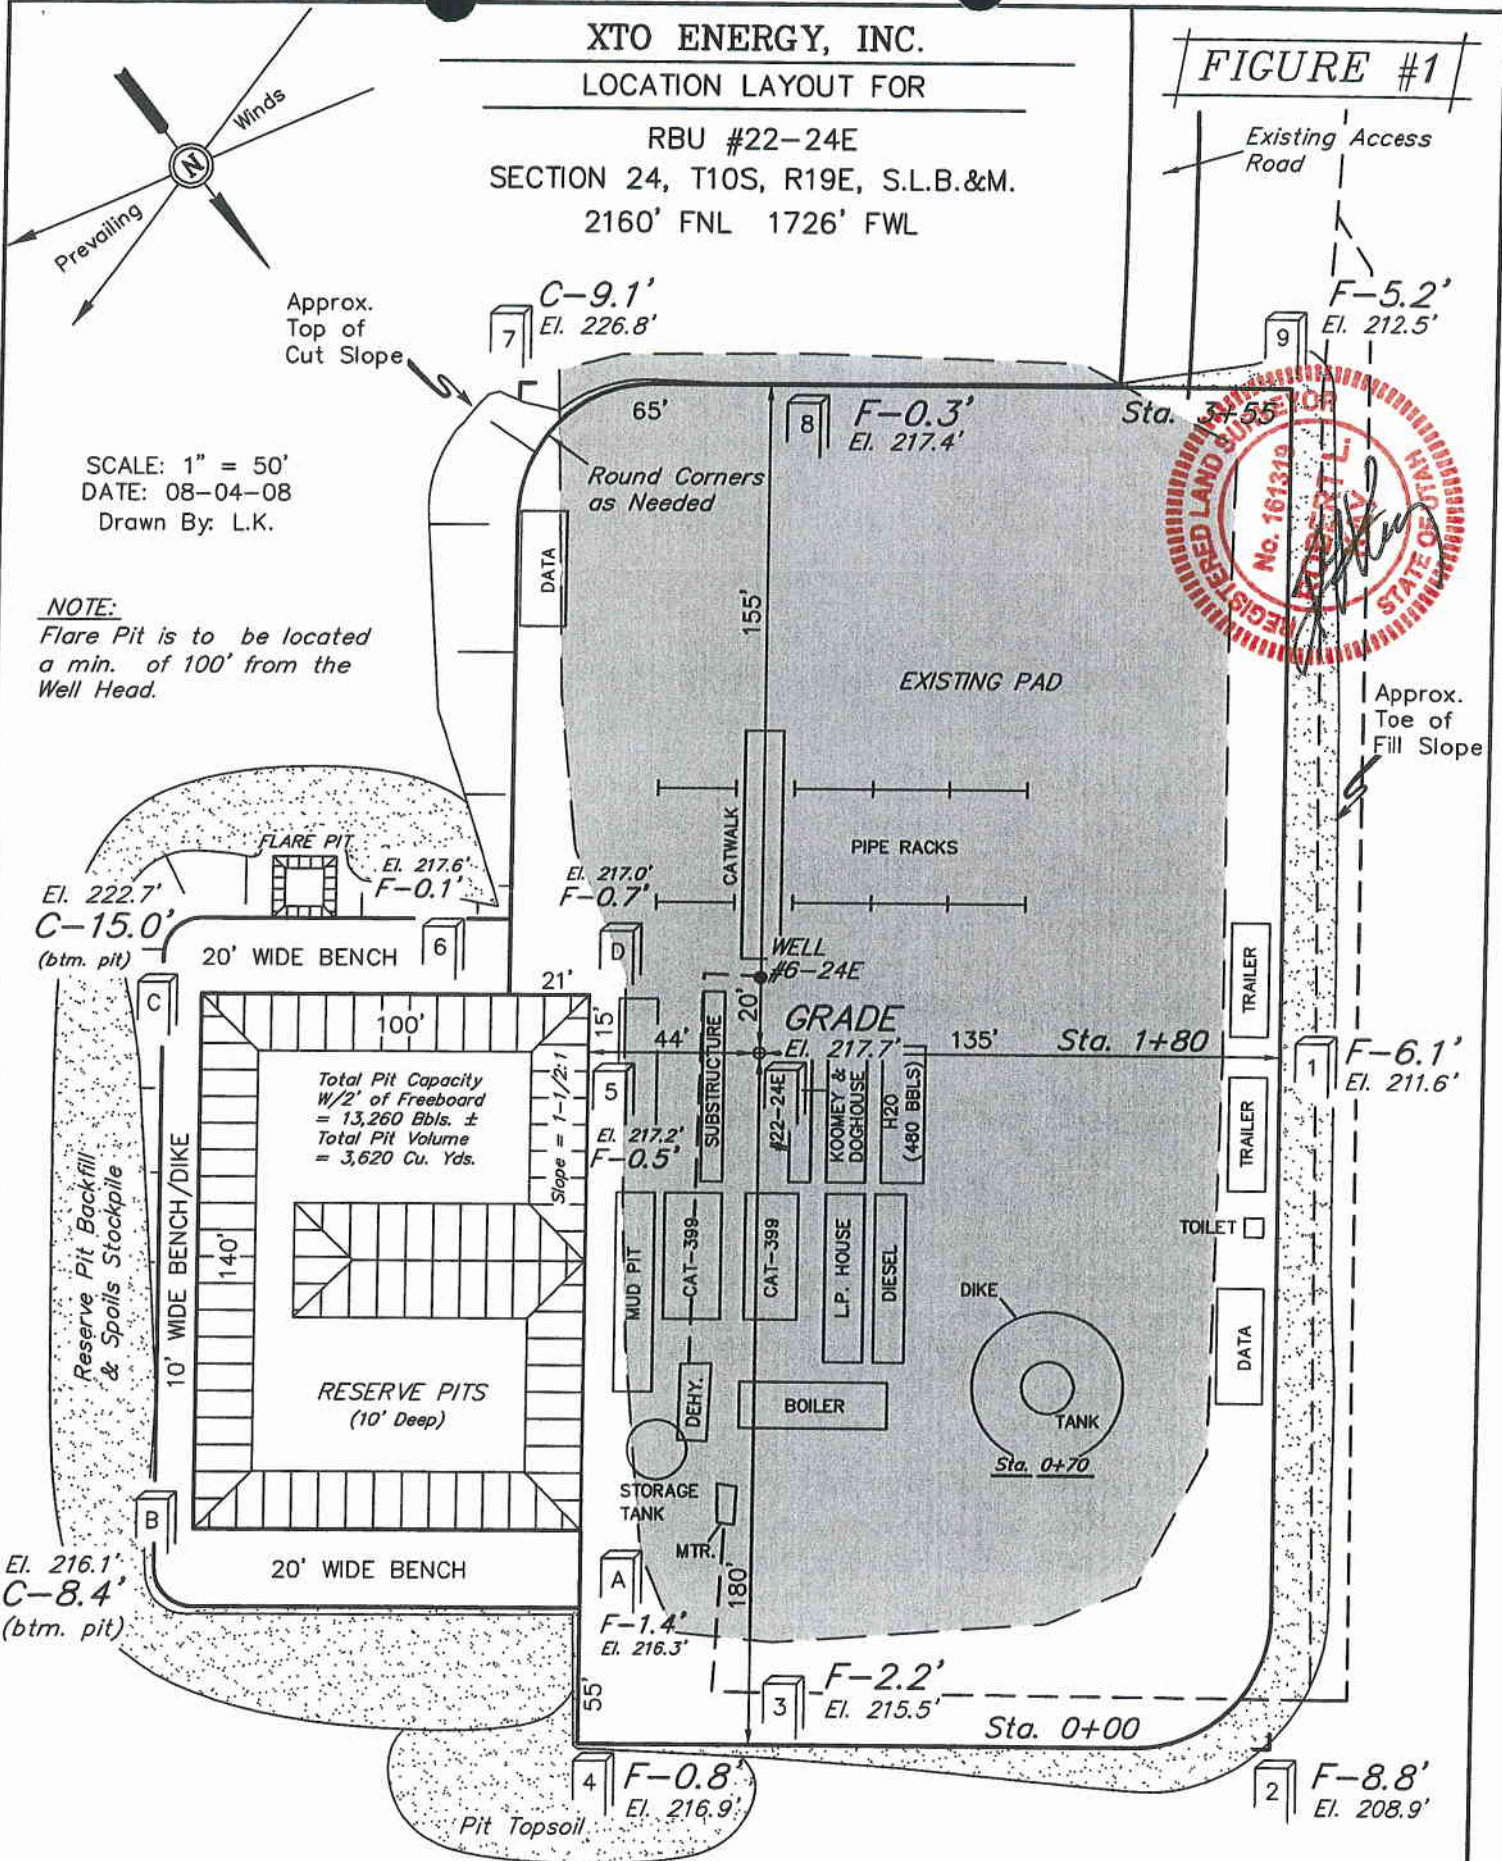 XTO ENERGY, INC.
LOCATION LAYOUT FOR
RBU #22-24E
SECTION 24, T10S, R19E, S.L.B.&M.
2160' FNL 1726' FWL
FIGURE #1
Existing Access
Road
Winds
N
Prevailing
Approx.
Top of
Cut Slope
SCALE: 1" = 50'
DATE: 08-04-08
Drawn By: L.K.
NOTE:
Flare Pit is to be located
a min. of 100' from the
Well Head.
7
C-9.1'
El. 226.8'
9
F-5.2'
El. 212.5'
65'
8
F-0.3'
El. 217.4'
Sta. 3+55
Round Corners
as Needed
REGISTERED LAND SURVEYOR
No. 161319
ROBERT L.
KAY
STATE OF UTAH
DATA
155'
EXISTING PAD
Approx.
Toe of
Fill Slope
CATWALK
PIPE RACKS
FLARE PIT
El. 217.6'
F-0.1'
El. 217.0'
F-0.7'
El. 222.7'
C-15.0'
(btm. pit)
20' WIDE BENCH
6
D
C
WELL
#6-24E
TRAILER
21'
15'
100'
20'
GRADE
El. 217.7'
44'
135'
Sta. 1+80
1
F-6.1'
El. 211.6'
Total Pit Capacity
W/2' of Freeboard
= 13,260 Bbls. ±
Total Pit Volume
= 3,620 Cu. Yds.
Slope = 1-1/2:1
5
El. 217.2'
F-0.5'
SUBSTRUCTURE
#22-24E
KOOMEY &
DOGHOUSE
H2O
(480 BBLS)
TRAILER
TOILET
Reserve Pit Backfill
& Spoils Stockpile
10' WIDE BENCH/DIKE
140'
MUD PIT
CAT-399
CAT-399
L.P. HOUSE
DIESEL
DIKE
TANK
Sta. 0+70
DATA
RESERVE PITS
(10' Deep)
DEHY.
BOILER
STORAGE
TANK
MTR.
B
El. 216.1'
C-8.4'
(btm. pit)
20' WIDE BENCH
A
F-1.4'
El. 216.3'
180'
55'
3
F-2.2'
El. 215.5'
Sta. 0+00
4
F-0.8'
El. 216.9'
Pit Topsoil
2
F-8.8'
El. 208.9'